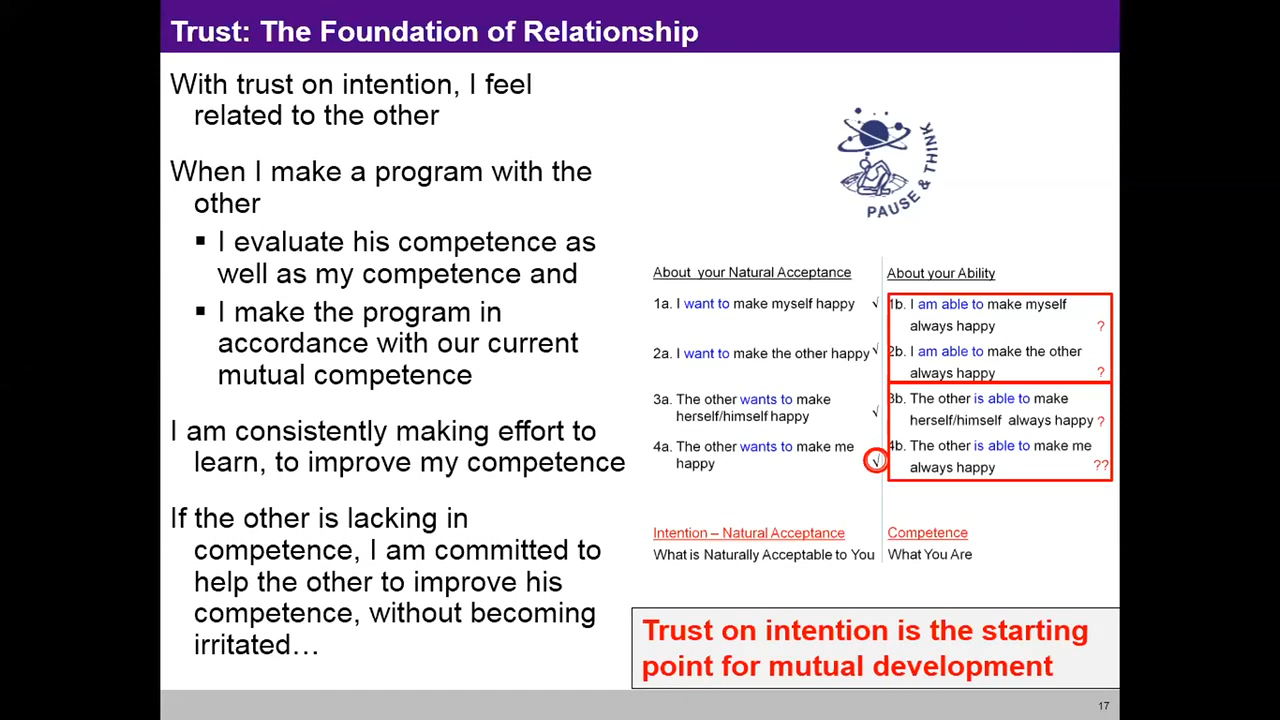 Trust: The Foundation of Relationship
With trust on intention, I feel
related to the other
When I make a program with the
other
▪ I evaluate his competence as
well as my competence and
▪ I make the program in
accordance with our current
mutual competence
I am consistently making effort to
learn, to improve my competence
If the other is lacking in
competence, I am committed to
help the other to improve his
competence, without becoming
irritated…
PAUSE & THINK
About your Natural Acceptance
1a. I want to make myself happy √
2a. I want to make the other happy √
3a. The other wants to make
herself/himself happy √
4a. The other wants to make me
happy √
Intention – Natural Acceptance
What is Naturally Acceptable to You
About your Ability
1b. I am able to make myself
always happy ?
2b. I am able to make the other
always happy ?
3b. The other is able to make
herself/himself always happy ?
4b. The other is able to make me
always happy ??
Competence
What You Are
Trust on intention is the starting
point for mutual development
17